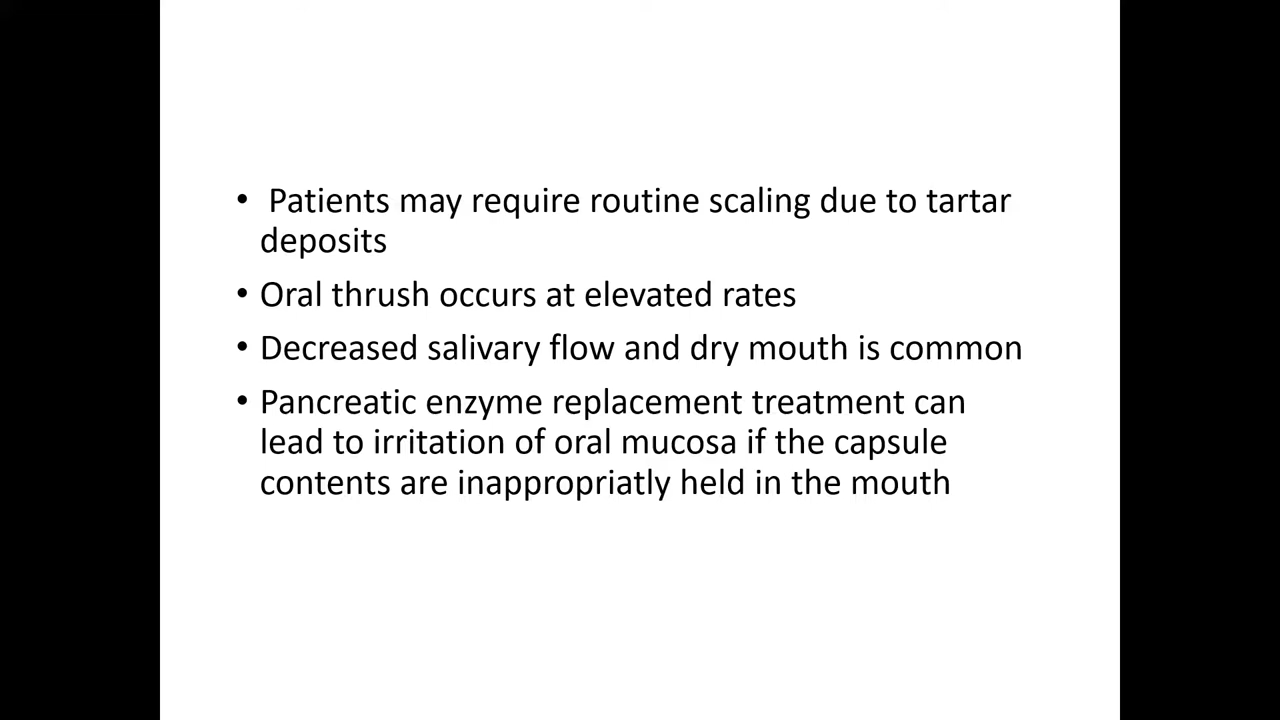 • Patients may require routine scaling due to tartar
deposits
• Oral thrush occurs at elevated rates
• Decreased salivary flow and dry mouth is common
• Pancreatic enzyme replacement treatment can
lead to irritation of oral mucosa if the capsule
contents are inappropriatly held in the mouth